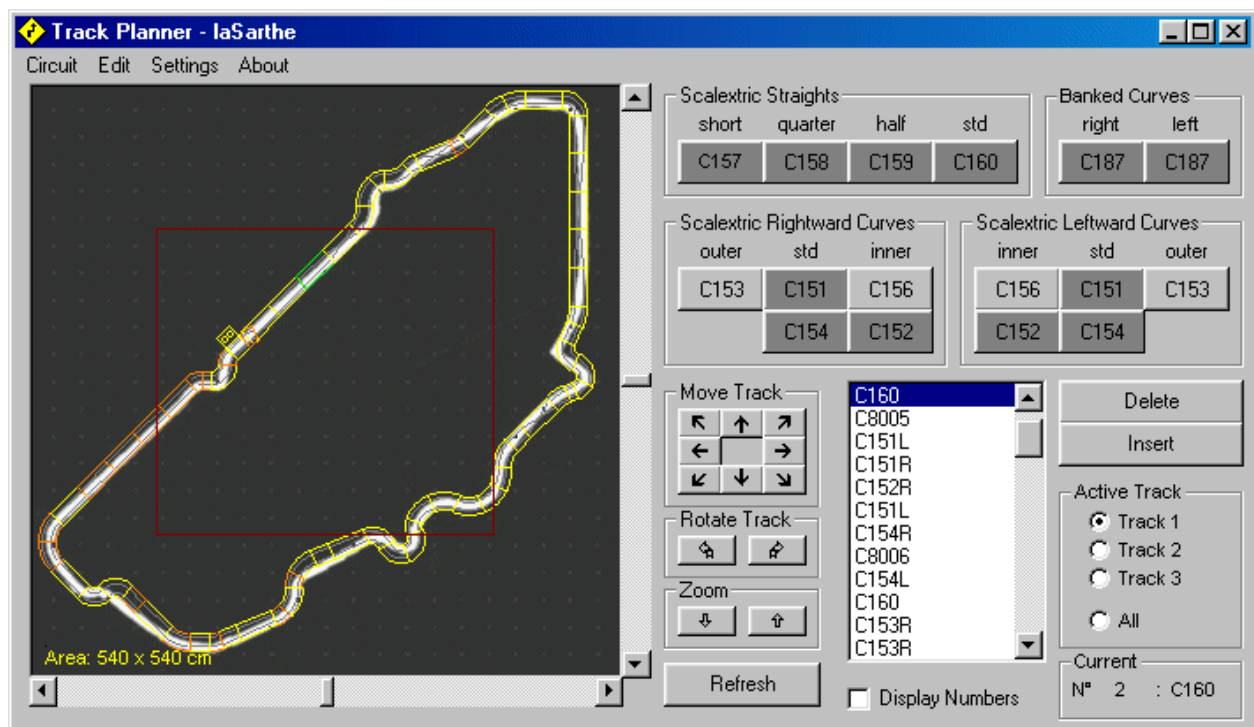 Track Planner - laSarthe
Circuit Edit Settings About
Scalextric Straights
short quarter half std
C157 C158 C159 C160
Banked Curves
right left
C187 C187
Scalextric Rightward Curves
outer std inner
C153 C151 C156
C154 C152
Scalextric Leftward Curves
inner std outer
C156 C151 C153
C152 C154
Move Track
Rotate Track
Zoom
Refresh
C160
C8005
C151L
C151R
C152R
C151L
C154R
C8006
C154L
C160
C153R
C153R
Display Numbers
Delete
Insert
Active Track
Track 1
Track 2
Track 3
All
Current
N° 2 : C160
Area: 540 x 540 cm